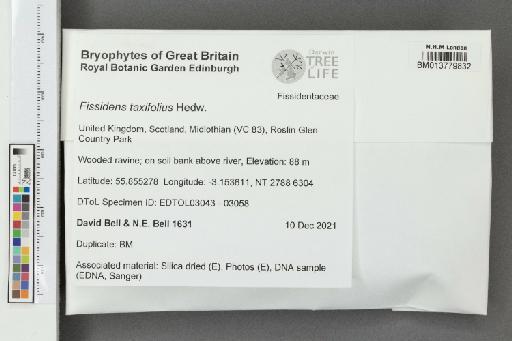 Bryophytes of Great Britain
Royal Botanic Garden Edinburgh
Darwin
TREE
OF
LIFE
N.H.M London
BM013779832
Fissidentaceae
Fissidens taxifolius Hedw.
United Kingdom, Scotland, Midlothian (VC 83), Roslin Glen
Country Park
Wooded ravine; on soil bank above river, Elevation: 88 m
Latitude: 55.855278 Longitude: -3.153611, NT 2788 6304
DToL Specimen ID: EDTOL03043 - 03058
David Bell & N.E. Bell 1631 10 Dec 2021
Duplicate: BM
Associated material: Silica dried (E), Photos (E), DNA sample
(EDNA, Sanger)